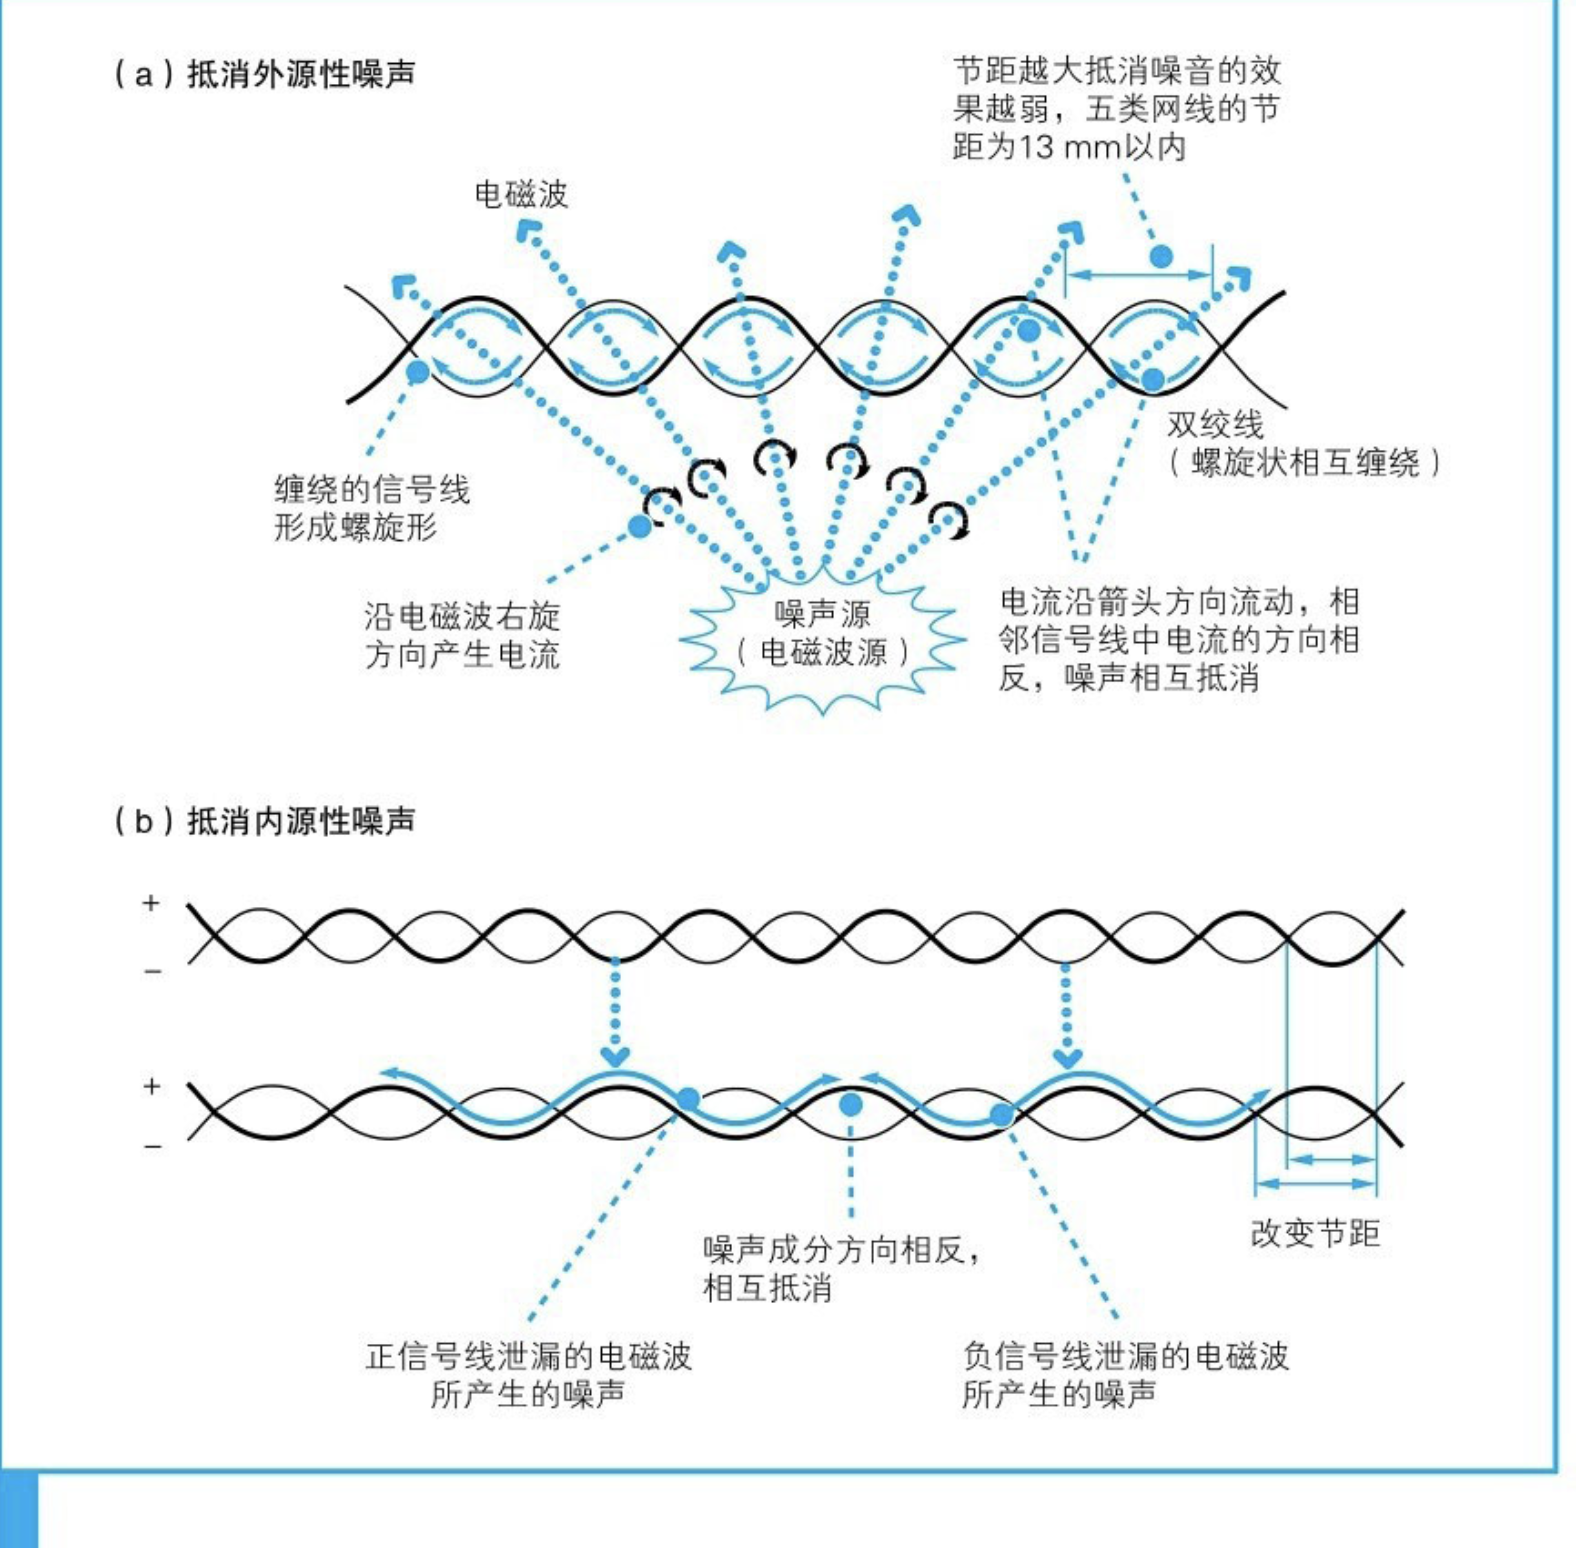 （a）抵消外源性噪声
节距越大抵消噪音的效
果越弱，五类网线的节
距为13 mm以内
电磁波
双绞线
（螺旋状相互缠绕）
缠绕的信号线
形成螺旋形
沿电磁波右旋
方向产生电流
噪声源
（电磁波源）
电流沿箭头方向流动，相
邻信号线中电流的方向相
反，噪声相互抵消
（b）抵消内源性噪声
+
−
+
−
改变节距
噪声成分方向相反，
相互抵消
正信号线泄漏的电磁波
所产生的噪声
负信号线泄漏的电磁波
所产生的噪声